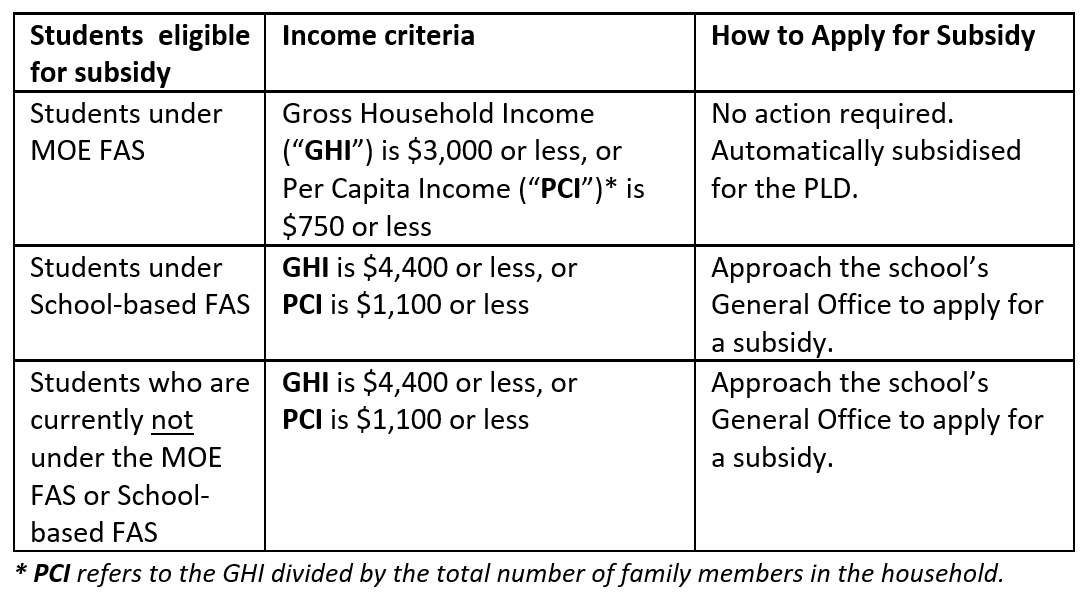 Students eligible for subsidy
Income criteria
How to Apply for Subsidy
Students under
MOE FAS
Gross Household Income
(“GHI”) is $3,000 or less, or
Per Capita Income (“PCI”)* is
$750 or less
No action required.
Automatically subsidised
for the PLD.
Students under
School-based FAS
GHI is $4,400 or less, or
PCI is $1,100 or less
Approach the school’s
General Office to apply for
a subsidy.
Students who are
currently not
under the MOE
FAS or School-
based FAS
GHI is $4,400 or less, or
PCI is $1,100 or less
Approach the school’s
General Office to apply for
a subsidy.
* PCI refers to the GHI divided by the total number of family members in the household.